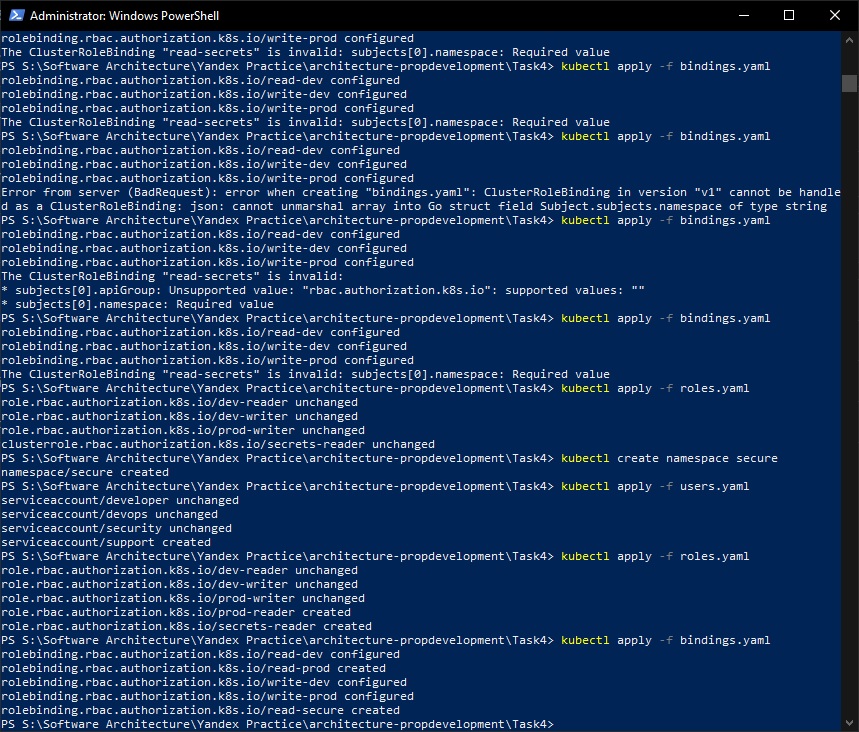 Administrator: Windows PowerShell
rolebinding.rbac.authorization.k8s.io/write-prod configured
The ClusterRoleBinding "read-secrets" is invalid: subjects[0].namespace: Required value
PS S:\Software Architecture\Yandex Practice\architecture-propdevelopment\Task4> kubectl apply -f bindings.yaml
rolebinding.rbac.authorization.k8s.io/read-dev configured
rolebinding.rbac.authorization.k8s.io/write-dev configured
rolebinding.rbac.authorization.k8s.io/write-prod configured
The ClusterRoleBinding "read-secrets" is invalid: subjects[0].namespace: Required value
PS S:\Software Architecture\Yandex Practice\architecture-propdevelopment\Task4> kubectl apply -f bindings.yaml
rolebinding.rbac.authorization.k8s.io/read-dev configured
rolebinding.rbac.authorization.k8s.io/write-dev configured
rolebinding.rbac.authorization.k8s.io/write-prod configured
Error from server (BadRequest): error when creating "bindings.yaml": ClusterRoleBinding in version "v1" cannot be handle
d as a ClusterRoleBinding: json: cannot unmarshal array into Go struct field Subject.subjects.namespace of type string
PS S:\Software Architecture\Yandex Practice\architecture-propdevelopment\Task4> kubectl apply -f bindings.yaml
rolebinding.rbac.authorization.k8s.io/read-dev configured
rolebinding.rbac.authorization.k8s.io/write-dev configured
rolebinding.rbac.authorization.k8s.io/write-prod configured
The ClusterRoleBinding "read-secrets" is invalid:
* subjects[0].apiGroup: Unsupported value: "rbac.authorization.k8s.io": supported values: ""
* subjects[0].namespace: Required value
PS S:\Software Architecture\Yandex Practice\architecture-propdevelopment\Task4> kubectl apply -f bindings.yaml
rolebinding.rbac.authorization.k8s.io/read-dev configured
rolebinding.rbac.authorization.k8s.io/write-dev configured
rolebinding.rbac.authorization.k8s.io/write-prod configured
The ClusterRoleBinding "read-secrets" is invalid: subjects[0].namespace: Required value
PS S:\Software Architecture\Yandex Practice\architecture-propdevelopment\Task4> kubectl apply -f roles.yaml
role.rbac.authorization.k8s.io/dev-reader unchanged
role.rbac.authorization.k8s.io/dev-writer unchanged
role.rbac.authorization.k8s.io/prod-writer unchanged
clusterrole.rbac.authorization.k8s.io/secrets-reader unchanged
PS S:\Software Architecture\Yandex Practice\architecture-propdevelopment\Task4> kubectl create namespace secure
namespace/secure created
PS S:\Software Architecture\Yandex Practice\architecture-propdevelopment\Task4> kubectl apply -f users.yaml
serviceaccount/developer unchanged
serviceaccount/devops unchanged
serviceaccount/security unchanged
serviceaccount/support created
PS S:\Software Architecture\Yandex Practice\architecture-propdevelopment\Task4> kubectl apply -f roles.yaml
role.rbac.authorization.k8s.io/dev-reader unchanged
role.rbac.authorization.k8s.io/dev-writer unchanged
role.rbac.authorization.k8s.io/prod-writer unchanged
role.rbac.authorization.k8s.io/prod-reader created
role.rbac.authorization.k8s.io/secrets-reader created
PS S:\Software Architecture\Yandex Practice\architecture-propdevelopment\Task4> kubectl apply -f bindings.yaml
rolebinding.rbac.authorization.k8s.io/read-dev configured
rolebinding.rbac.authorization.k8s.io/read-prod created
rolebinding.rbac.authorization.k8s.io/write-dev configured
rolebinding.rbac.authorization.k8s.io/write-prod configured
rolebinding.rbac.authorization.k8s.io/read-secure created
PS S:\Software Architecture\Yandex Practice\architecture-propdevelopment\Task4>